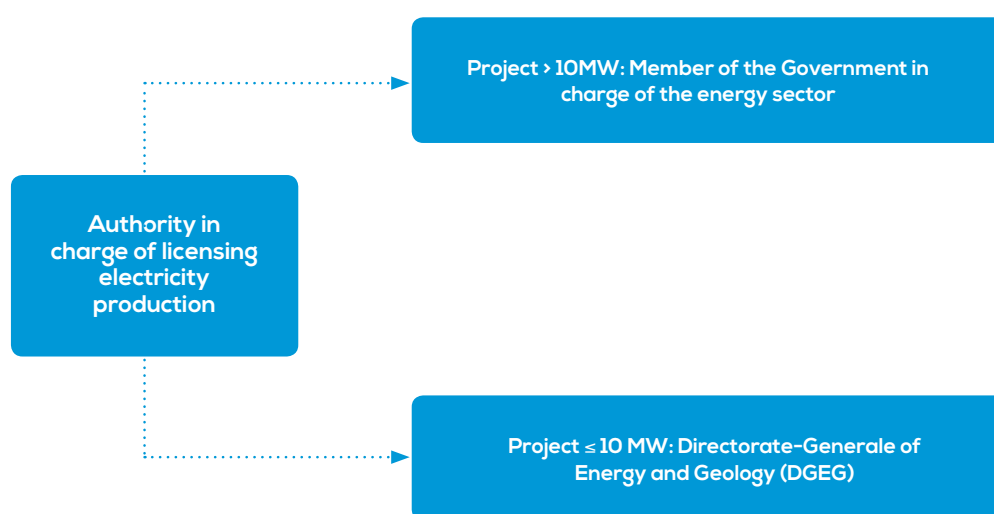 Project > 10MW: Member of the Government in
charge of the energy sector
Authority in
charge of licensing
electricity
production
Project ≤ 10 MW: Directorate-Generale of
Energy and Geology (DGEG)